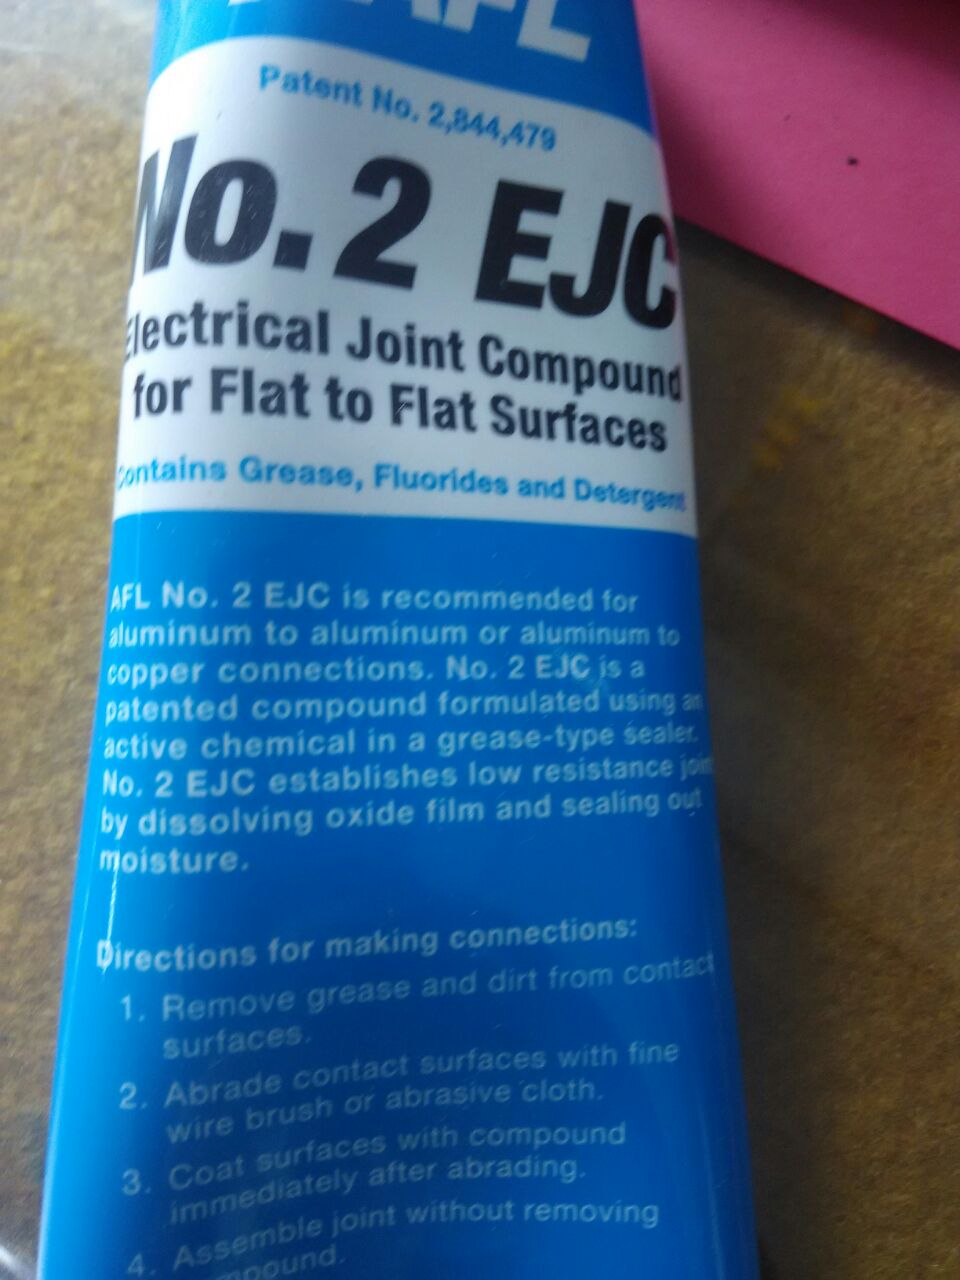 AFL
Patent No. 2,844,479
No. 2 EJC
Electrical Joint Compound
for Flat to Flat Surfaces
Contains Grease, Fluorides and Detergent
AFL No. 2 EJC is recommended for
aluminum to aluminum or aluminum to
copper connections. No. 2 EJC is a
patented compound formulated using an
active chemical in a grease-type sealer.
No. 2 EJC establishes low resistance joint
by dissolving oxide film and sealing out
moisture.
Directions for making connections:
1. Remove grease and dirt from contact
surfaces.
2. Abrade contact surfaces with fine
wire brush or abrasive cloth.
3. Coat surfaces with compound
immediately after abrading.
4. Assemble joint without removing
compound.